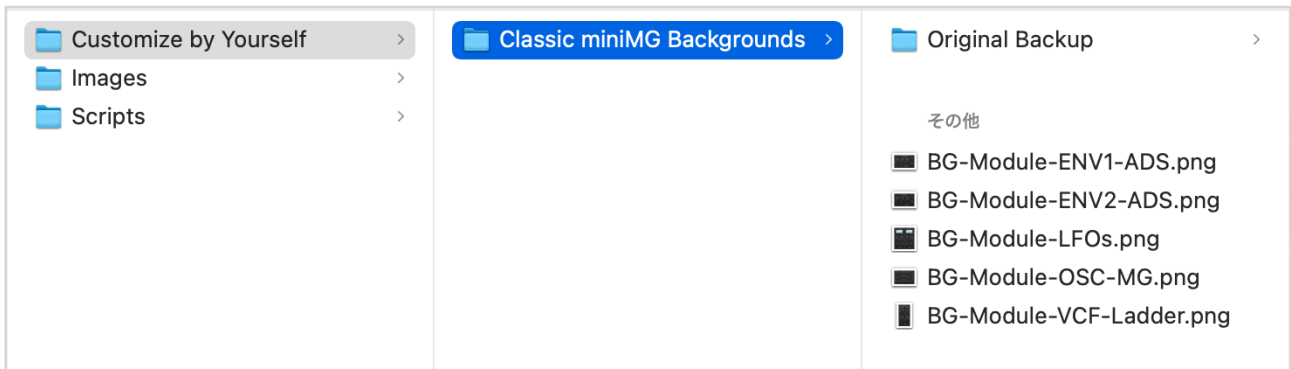 Customize by Yourself
Images
Scripts
Classic miniMG Backgrounds
Original Backup
その他
BG-Module-ENV1-ADS.png
BG-Module-ENV2-ADS.png
BG-Module-LFOs.png
BG-Module-OSC-MG.png
BG-Module-VCF-Ladder.png